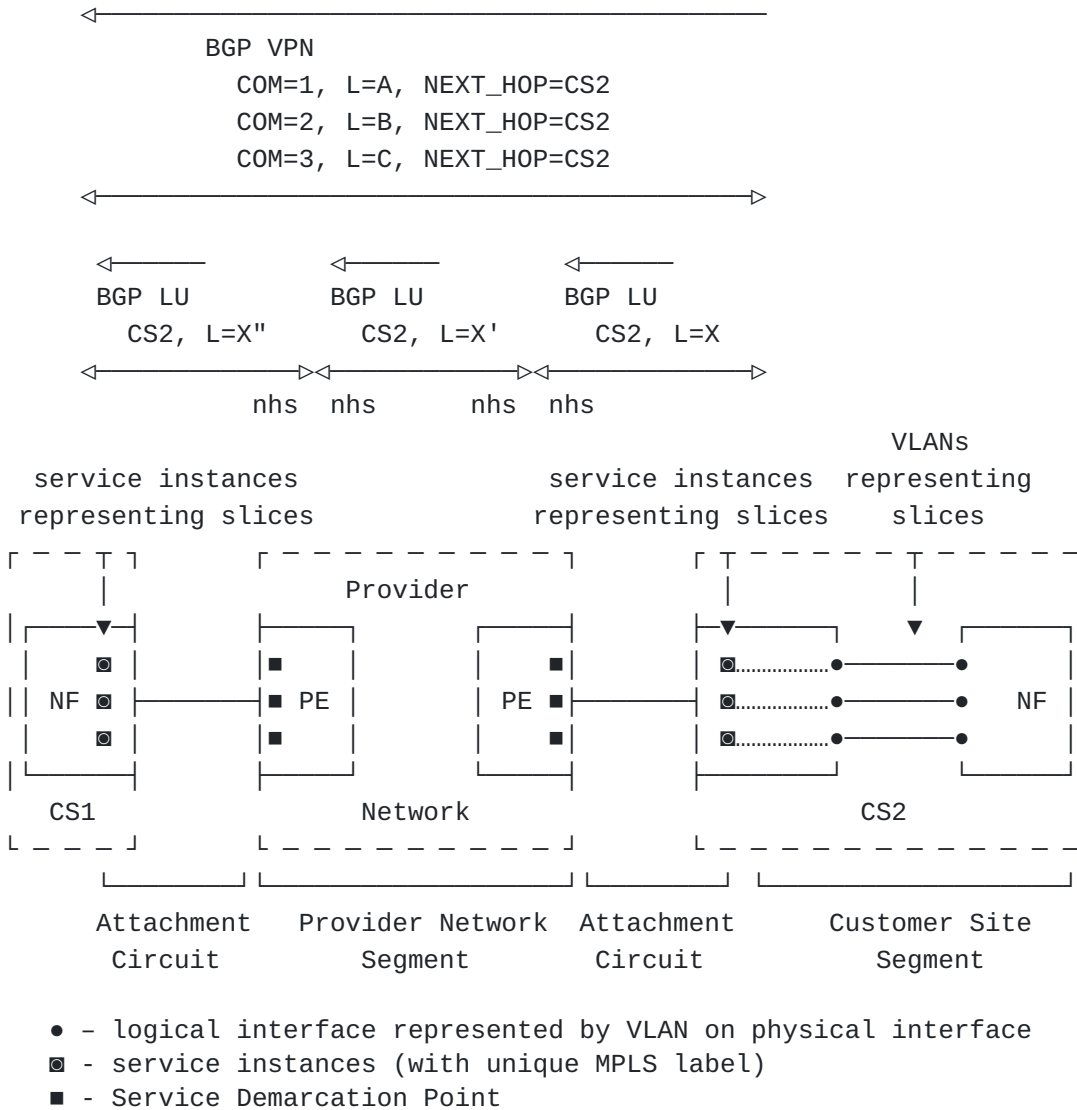 BGP VPN
COM=1, L=A, NEXT_HOP=CS2
COM=2, L=B, NEXT_HOP=CS2
COM=3, L=C, NEXT_HOP=CS2
BGP LU BGP LU BGP LU
CS2, L=X" CS2, L=X' CS2, L=X
nhs nhs nhs nhs
VLANs
service instances service instances representing
representing slices representing slices slices
Provider
NF PE PE NF
CS1 Network CS2
Attachment Provider Network Attachment Customer Site
Circuit Segment Circuit Segment
● – logical interface represented by VLAN on physical interface
◙ - service instances (with unique MPLS label)
■ - Service Demarcation Point